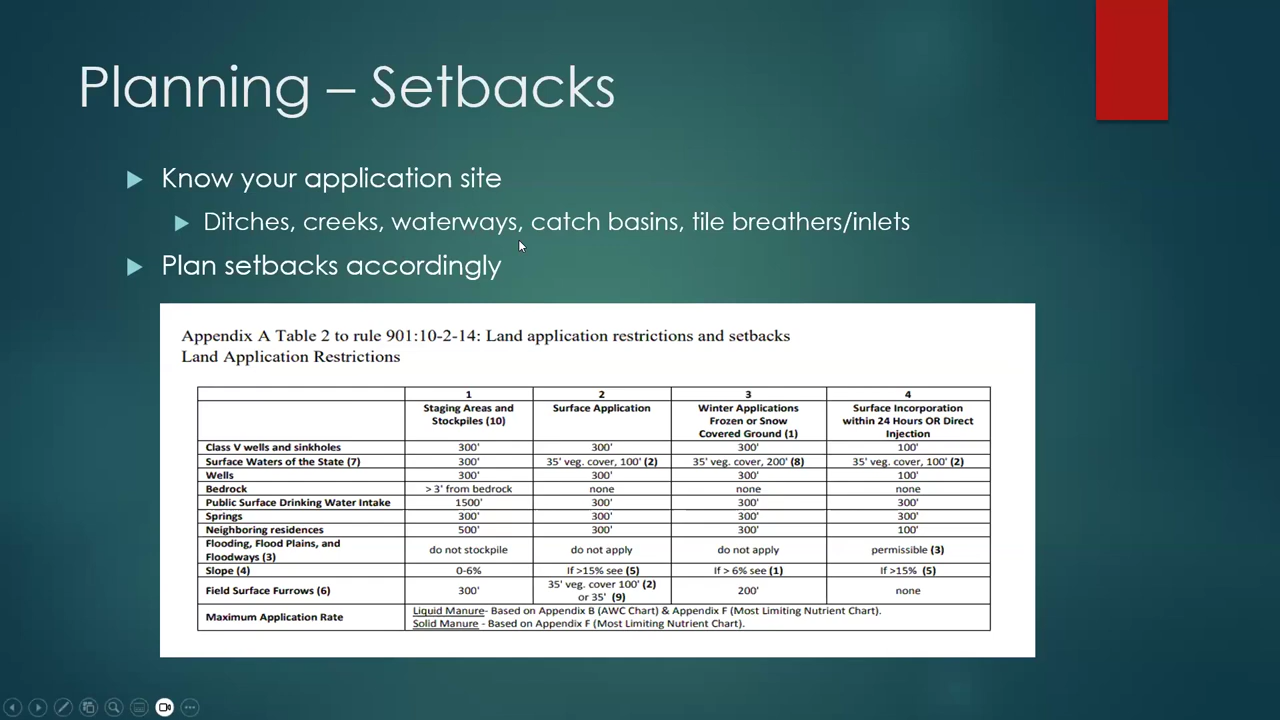 Planning – Setbacks
Know your application site
Ditches, creeks, waterways, catch basins, tile breathers/inlets
Plan setbacks accordingly
Appendix A Table 2 to rule 901:10-2-14: Land application restrictions and setbacks
Land Application Restrictions
1 2 3 4
Staging Areas and Stockpiles (10) Surface Application Winter Applications Frozen or Snow Covered Ground (1) Surface Incorporation within 24 Hours OR Direct Injection
Class V wells and sinkholes 300' 300' 300' 100'
Surface Waters of the State (7) 300' 35' veg. cover, 100' (2) 35' veg. cover, 200' (8) 35' veg. cover, 100' (2)
Wells 300' 300' 300' 100'
Bedrock > 3' from bedrock none none none
Public Surface Drinking Water Intake 1500' 300' 300' 300'
Springs 300' 300' 300' 300'
Neighboring residences 500' 300' 300' 100'
Flooding, Flood Plains, and Floodways (3) do not stockpile do not apply do not apply permissible (3)
Slope (4) 0-6% If >15% see (5) If > 6% see (1) If >15% (5)
Field Surface Furrows (6) 300' 35' veg. cover 100' (2) or 35' (9) 200' none
Maximum Application Rate Liquid Manure- Based on Appendix B (AWC Chart) & Appendix F (Most Limiting Nutrient Chart).
Solid Manure - Based on Appendix F (Most Limiting Nutrient Chart).